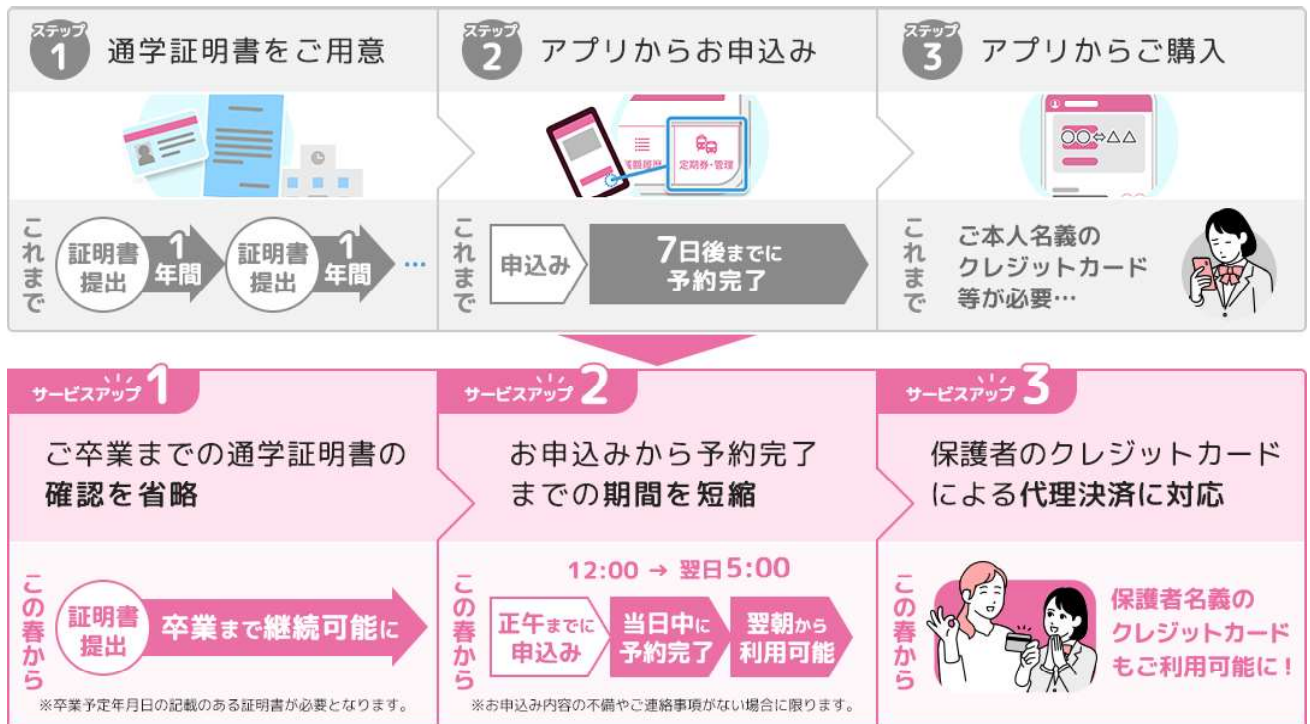 ステップ
1
通学証明書をご用意
ステップ
2
アプリからお申込み
ステップ
3
アプリからご購入
定期券・管理
○○⇔△△
これまで
証明書
提出
1
年間
証明書
提出
1
年間
…
これまで
申込み
7日後までに
予約完了
これまで
ご本人名義の
クレジットカード
等が必要…
サービスアップ 1
ご卒業までの通学証明書の
確認を省略
この春から
証明書
提出
卒業まで継続可能に
※卒業予定年月日の記載のある証明書が必要となります。
サービスアップ 2
お申込みから予約完了
までの期間を短縮
この春から
12:00 → 翌日5:00
正午までに
申込み
当日中に
予約完了
翌朝から
利用可能
※お申込み内容の不備やご連絡事項がない場合に限ります。
サービスアップ 3
保護者のクレジットカード
による代理決済に対応
この春から
保護者名義の
クレジットカード
もご利用可能に!